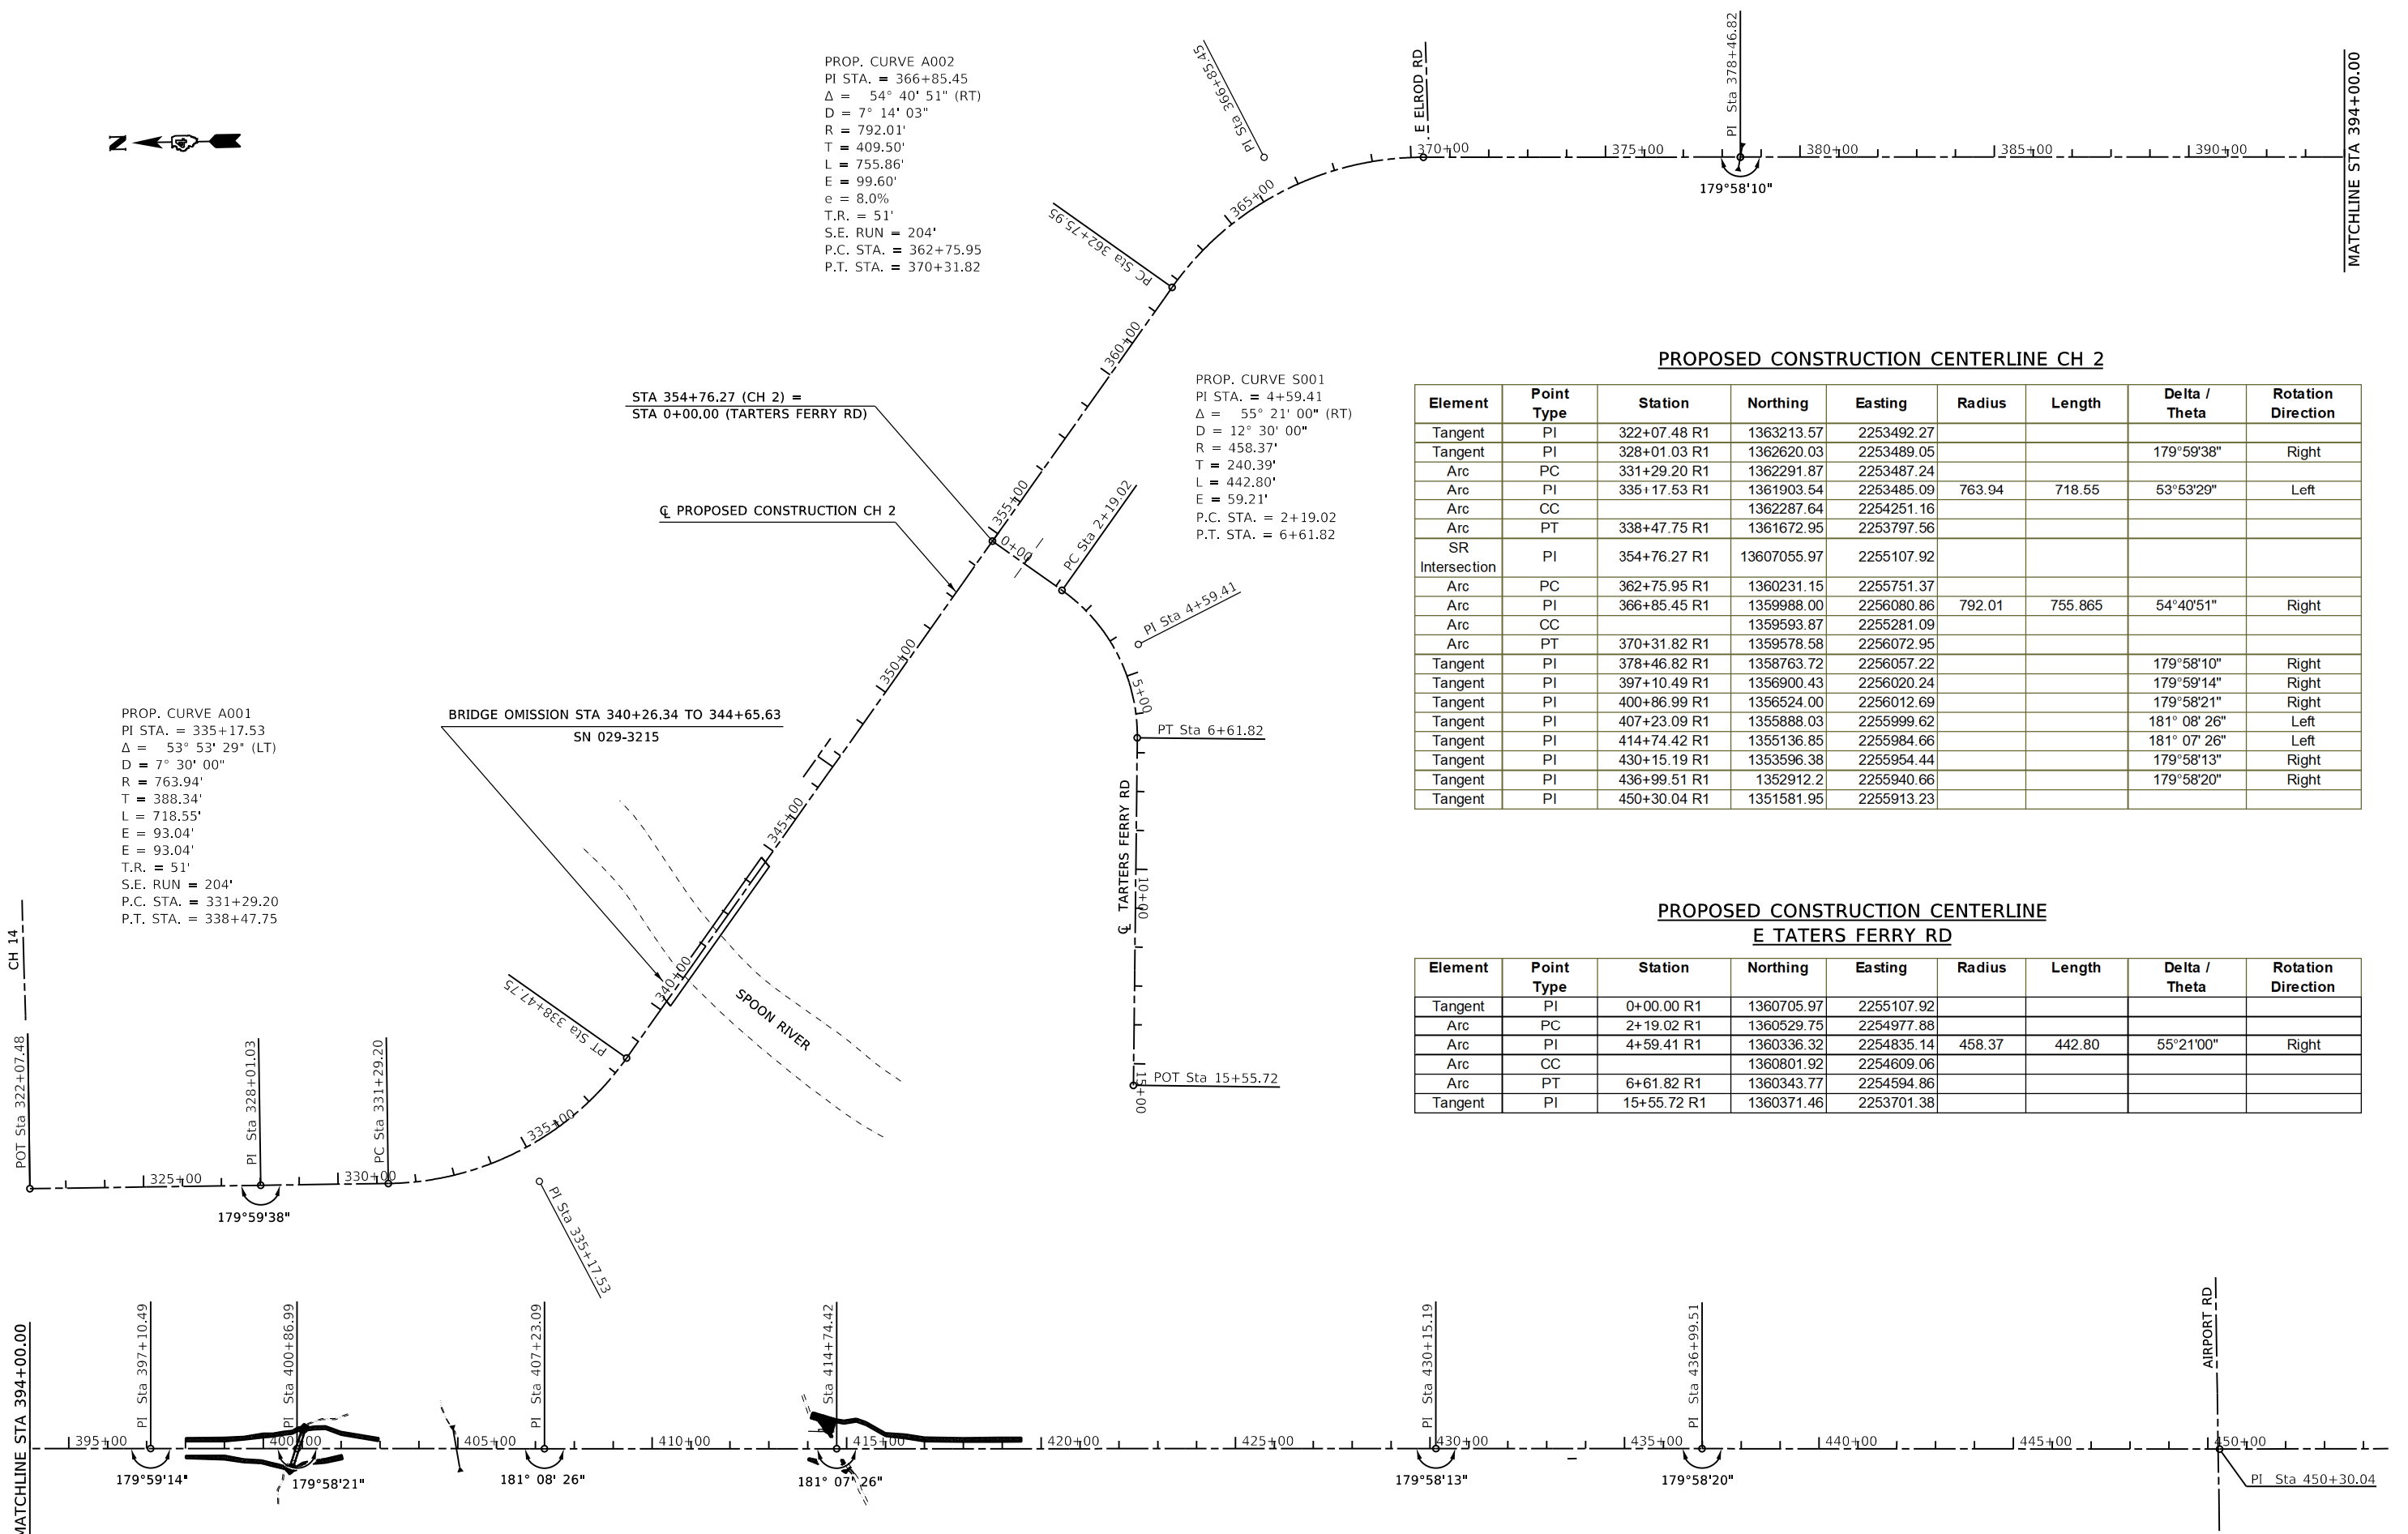 PROP. CURVE A002
PI STA. = 366+85.45
Δ = 54° 40' 51" (RT)
D = 7° 14' 03"
R = 792.01'
T = 409.50'
L = 755.86'
E = 99.60'
e = 8.0%
T.R. = 51'
S.E. RUN = 204'
P.C. STA. = 362+75.95
P.T. STA. = 370+31.82
N
PI Sta 366+85.45
E ELROD RD
PI Sta 378+46.82
MATCHLINE STA 394+00.00
370+00
375+00
380+00
385+00
390+00
179°58'10"
365+00
PC Sta 362+75.95
360+00
STA 354+76.27 (CH 2) =
STA 0+00.00 (TARTERS FERRY RD)
℄ PROPOSED CONSTRUCTION CH 2
355+00
0+00
PC Sta 2+19.02
PROP. CURVE S001
PI STA. = 4+59.41
Δ = 55° 21' 00" (RT)
D = 12° 30' 00"
R = 458.37'
T = 240.39'
L = 442.80'
E = 59.21'
P.C. STA. = 2+19.02
P.T. STA. = 6+61.82
PI Sta 4+59.41
5+00
PT Sta 6+61.82
℄ TARTERS FERRY RD
10+00
15+00
POT Sta 15+55.72
350+00
BRIDGE OMISSION STA 340+26.34 TO 344+65.63
SN 029-3215
345+00
340+00
SPOON RIVER
PROP. CURVE A001
PI STA. = 335+17.53
Δ = 53° 53' 29" (LT)
D = 7° 30' 00"
R = 763.94'
T = 388.34'
L = 718.55'
E = 93.04'
E = 93.04'
T.R. = 51'
S.E. RUN = 204'
P.C. STA. = 331+29.20
P.T. STA. = 338+47.75
PT Sta 338+47.75
CH 14
POT Sta 322+07.48
PI Sta 328+01.03
PC Sta 331+29.20
325+00
330+00
335+00
179°59'38"
PI Sta 335+17.53
PROPOSED CONSTRUCTION CENTERLINE CH 2
Element Point Type Station Northing Easting Radius Length Delta / Theta Rotation Direction
Tangent PI 322+07.48 R1 1363213.57 2253492.27
Tangent PI 328+01.03 R1 1362620.03 2253489.05 179°59'38" Right
Arc PC 331+29.20 R1 1362291.87 2253487.24
Arc PI 335+17.53 R1 1361903.54 2253485.09 763.94 718.55 53°53'29" Left
Arc CC 1362287.64 2254251.16
Arc PT 338+47.75 R1 1361672.95 2253797.56
SR Intersection PI 354+76.27 R1 13607055.97 2255107.92
Arc PC 362+75.95 R1 1360231.15 2255751.37
Arc PI 366+85.45 R1 1359988.00 2256080.86 792.01 755.865 54°40'51" Right
Arc CC 1359593.87 2255281.09
Arc PT 370+31.82 R1 1359578.58 2256072.95
Tangent PI 378+46.82 R1 1358763.72 2256057.22 179°58'10" Right
Tangent PI 397+10.49 R1 1356900.43 2256020.24 179°59'14" Right
Tangent PI 400+86.99 R1 1356524.00 2256012.69 179°58'21" Right
Tangent PI 407+23.09 R1 1355888.03 2255999.62 181° 08' 26" Left
Tangent PI 414+74.42 R1 1355136.85 2255984.66 181° 07' 26" Left
Tangent PI 430+15.19 R1 1353596.38 2255954.44 179°58'13" Right
Tangent PI 436+99.51 R1 1352912.2 2255940.66 179°58'20" Right
Tangent PI 450+30.04 R1 1351581.95 2255913.23
PROPOSED CONSTRUCTION CENTERLINE
E TATERS FERRY RD
Element Point Type Station Northing Easting Radius Length Delta / Theta Rotation Direction
Tangent PI 0+00.00 R1 1360705.97 2255107.92
Arc PC 2+19.02 R1 1360529.75 2254977.88
Arc PI 4+59.41 R1 1360336.32 2254835.14 458.37 442.80 55°21'00" Right
Arc CC 1360801.92 2254609.06
Arc PT 6+61.82 R1 1360343.77 2254594.86
Tangent PI 15+55.72 R1 1360371.46 2253701.38
MATCHLINE STA 394+00.00
PI Sta 397+10.49
PI Sta 400+86.99
PI Sta 407+23.09
PI Sta 414+74.42
PI Sta 430+15.19
PI Sta 436+99.51
AIRPORT RD
395+00
400+00
405+00
410+00
415+00
420+00
425+00
430+00
435+00
440+00
445+00
450+00
179°59'14"
179°58'21"
181° 08' 26"
181° 07' 26"
179°58'13"
179°58'20"
PI Sta 450+30.04